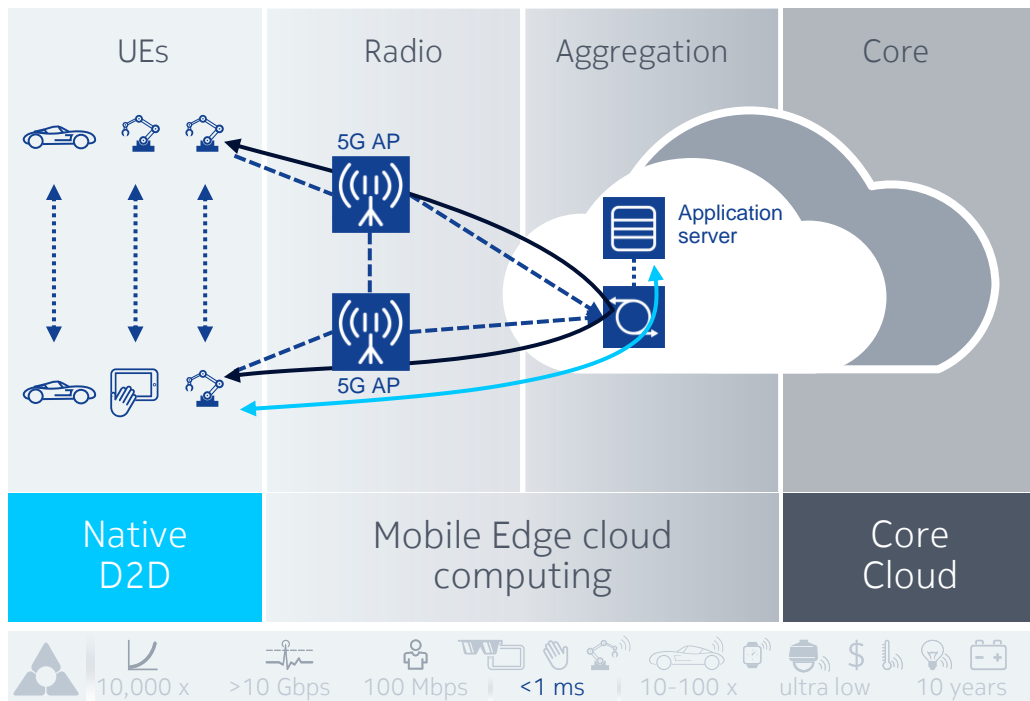 UEs
Radio
Aggregation
Core
5G AP
Application
server
5G AP
Native
D2D
Mobile Edge cloud
computing
Core
Cloud
10,000 x
>10 Gbps
100 Mbps
<1 ms
10-100 x
ultra low
10 years